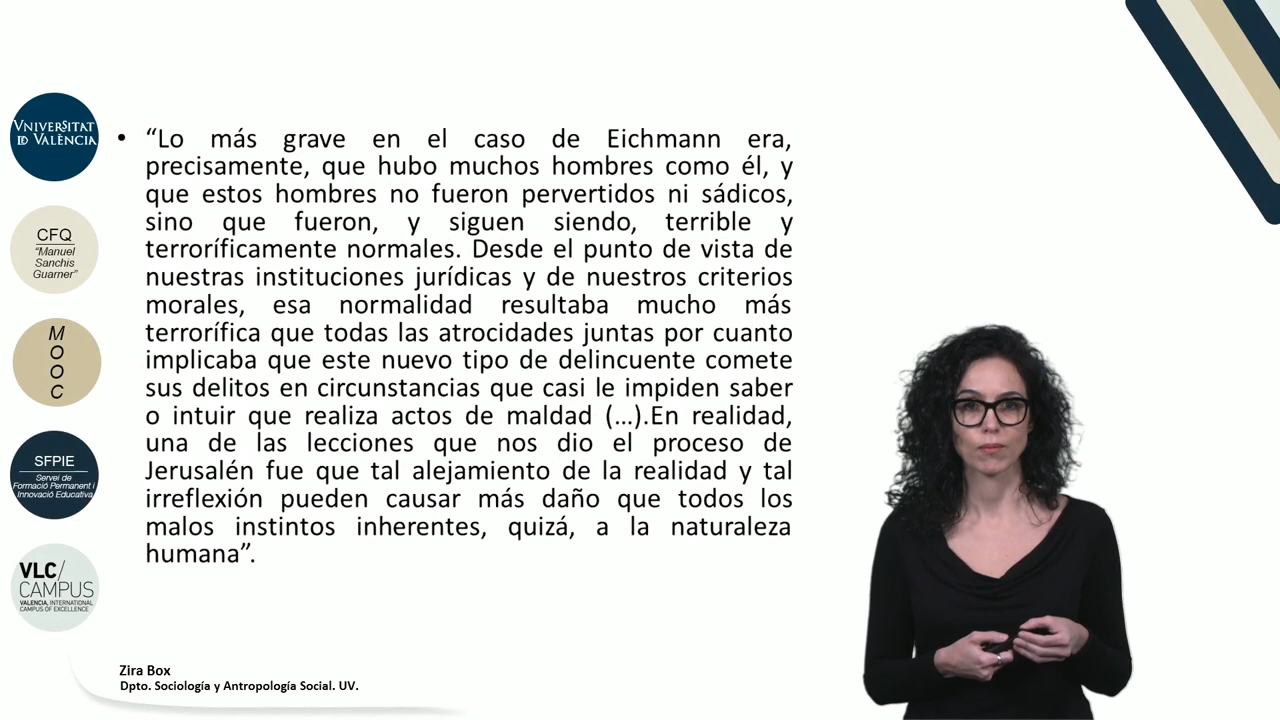 VNIVERSITAT
ID VALÈNCIA
CFQ
"Manuel
Sanchis
Guarner"
M
O
O
C
SFPIE
Servei de
Formació Permanent i
Innovació Educativa
VLC/
CAMPUS
VALENCIA, INTERNATIONAL
CAMPUS OF EXCELLENCE
• “Lo más grave en el caso de Eichmann era,
precisamente, que hubo muchos hombres como él, y
que estos hombres no fueron pervertidos ni sádicos,
sino que fueron, y siguen siendo, terrible y
terroríficamente normales. Desde el punto de vista de
nuestras instituciones jurídicas y de nuestros criterios
morales, esa normalidad resultaba mucho más
terrorífica que todas las atrocidades juntas por cuanto
implicaba que este nuevo tipo de delincuente comete
sus delitos en circunstancias que casi le impiden saber
o intuir que realiza actos de maldad (…).En realidad,
una de las lecciones que nos dio el proceso de
Jerusalén fue que tal alejamiento de la realidad y tal
irreflexión pueden causar más daño que todos los
malos instintos inherentes, quizá, a la naturaleza
humana”.
Zira Box
Dpto. Sociología y Antropología Social. UV.